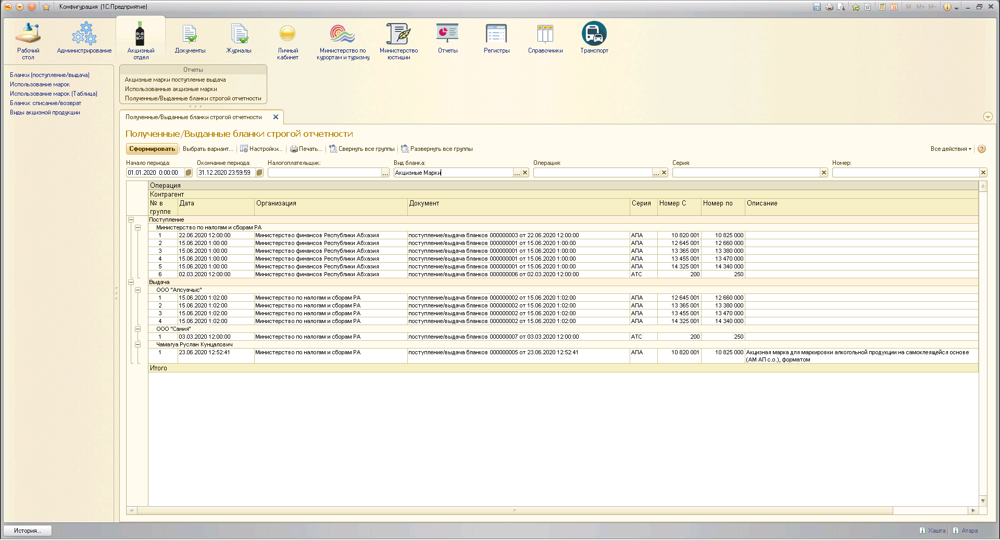 Конфигурация (1С:Предприятие)
M M+ M-
Рабочий стол
Администрирование
Акцизный отдел
Документы
Журналы
Личный кабинет
Министерство по курортам и туризму
Министерство юстиции
Отчеты
Регистры
Справочники
Транспорт
Бланки (поступление/выдача)
Использование марок
Использование марок (Таблица)
Бланки: списание/возврат
Виды акцизной продукции
Отчеты
Акцизные марки поступление выдача
Использованные акцизные марки
Полученные/Выданные бланки строгой отчетности
Полученные/Выданные бланки строгой отчетности
Полученные/Выданные бланки строгой отчетности
Сформировать Выбрать вариант... Настройки... Печать... Свернуть все группы Развернуть все группы Все действия
Начало периода: Окончание периода: Налогоплательщик: Вид бланка: Операция: Серия: Номер:
01.01.2020 0:00:00 31.12.2020 23:59:59 Акцизные Марки
Операция
Контрагент
№ в группе Дата Организация Документ Серия Номер С Номер по Описание
Поступление
Министерство по налогам и сборам РА
1 22.06.2020 12:00:00 Министерство финансов Республики Абхазия поступление/выдача бланков 000000003 от 22.06.2020 12:00:00 АПА 10 820 001 10 825 000
2 15.06.2020 1:00:00 Министерство финансов Республики Абхазия поступление/выдача бланков 000000001 от 15.06.2020 1:00:00 АПА 12 645 001 12 660 000
3 15.06.2020 1:00:00 Министерство финансов Республики Абхазия поступление/выдача бланков 000000001 от 15.06.2020 1:00:00 АПА 13 365 001 13 380 000
4 15.06.2020 1:00:00 Министерство финансов Республики Абхазия поступление/выдача бланков 000000001 от 15.06.2020 1:00:00 АПА 13 455 001 13 470 000
5 15.06.2020 1:00:00 Министерство финансов Республики Абхазия поступление/выдача бланков 000000001 от 15.06.2020 1:00:00 АПА 14 325 001 14 340 000
6 02.03.2020 12:00:00 Министерство финансов Республики Абхазия поступление/выдача бланков 000000006 от 02.03.2020 12:00:00 АТС 200 250
Выдача
ООО "Апсуачыс"
1 15.06.2020 1:02:00 Министерство по налогам и сборам РА поступление/выдача бланков 000000002 от 15.06.2020 1:02:00 АПА 12 645 001 12 660 000
2 15.06.2020 1:02:00 Министерство по налогам и сборам РА поступление/выдача бланков 000000002 от 15.06.2020 1:02:00 АПА 13 365 001 13 380 000
3 15.06.2020 1:02:00 Министерство по налогам и сборам РА поступление/выдача бланков 000000002 от 15.06.2020 1:02:00 АПА 13 455 001 13 470 000
4 15.06.2020 1:02:00 Министерство по налогам и сборам РА поступление/выдача бланков 000000002 от 15.06.2020 1:02:00 АПА 14 325 001 14 340 000
ООО "Сания"
1 03.03.2020 12:00:00 Министерство по налогам и сборам РА поступление/выдача бланков 000000007 от 03.03.2020 12:00:00 АТС 200 250
Чамагуа Руслан Кунцалович
1 23.06.2020 12:52:41 Министерство по налогам и сборам РА поступление/выдача бланков 000000005 от 23.06.2020 12:52:41 АПА 10 820 001 10 825 000 Акцизная марка для маркировки алкогольной продукции на самоклеящейся основе
(АМ АП с.о.), форматом
Итого
История...
Хашта Атара